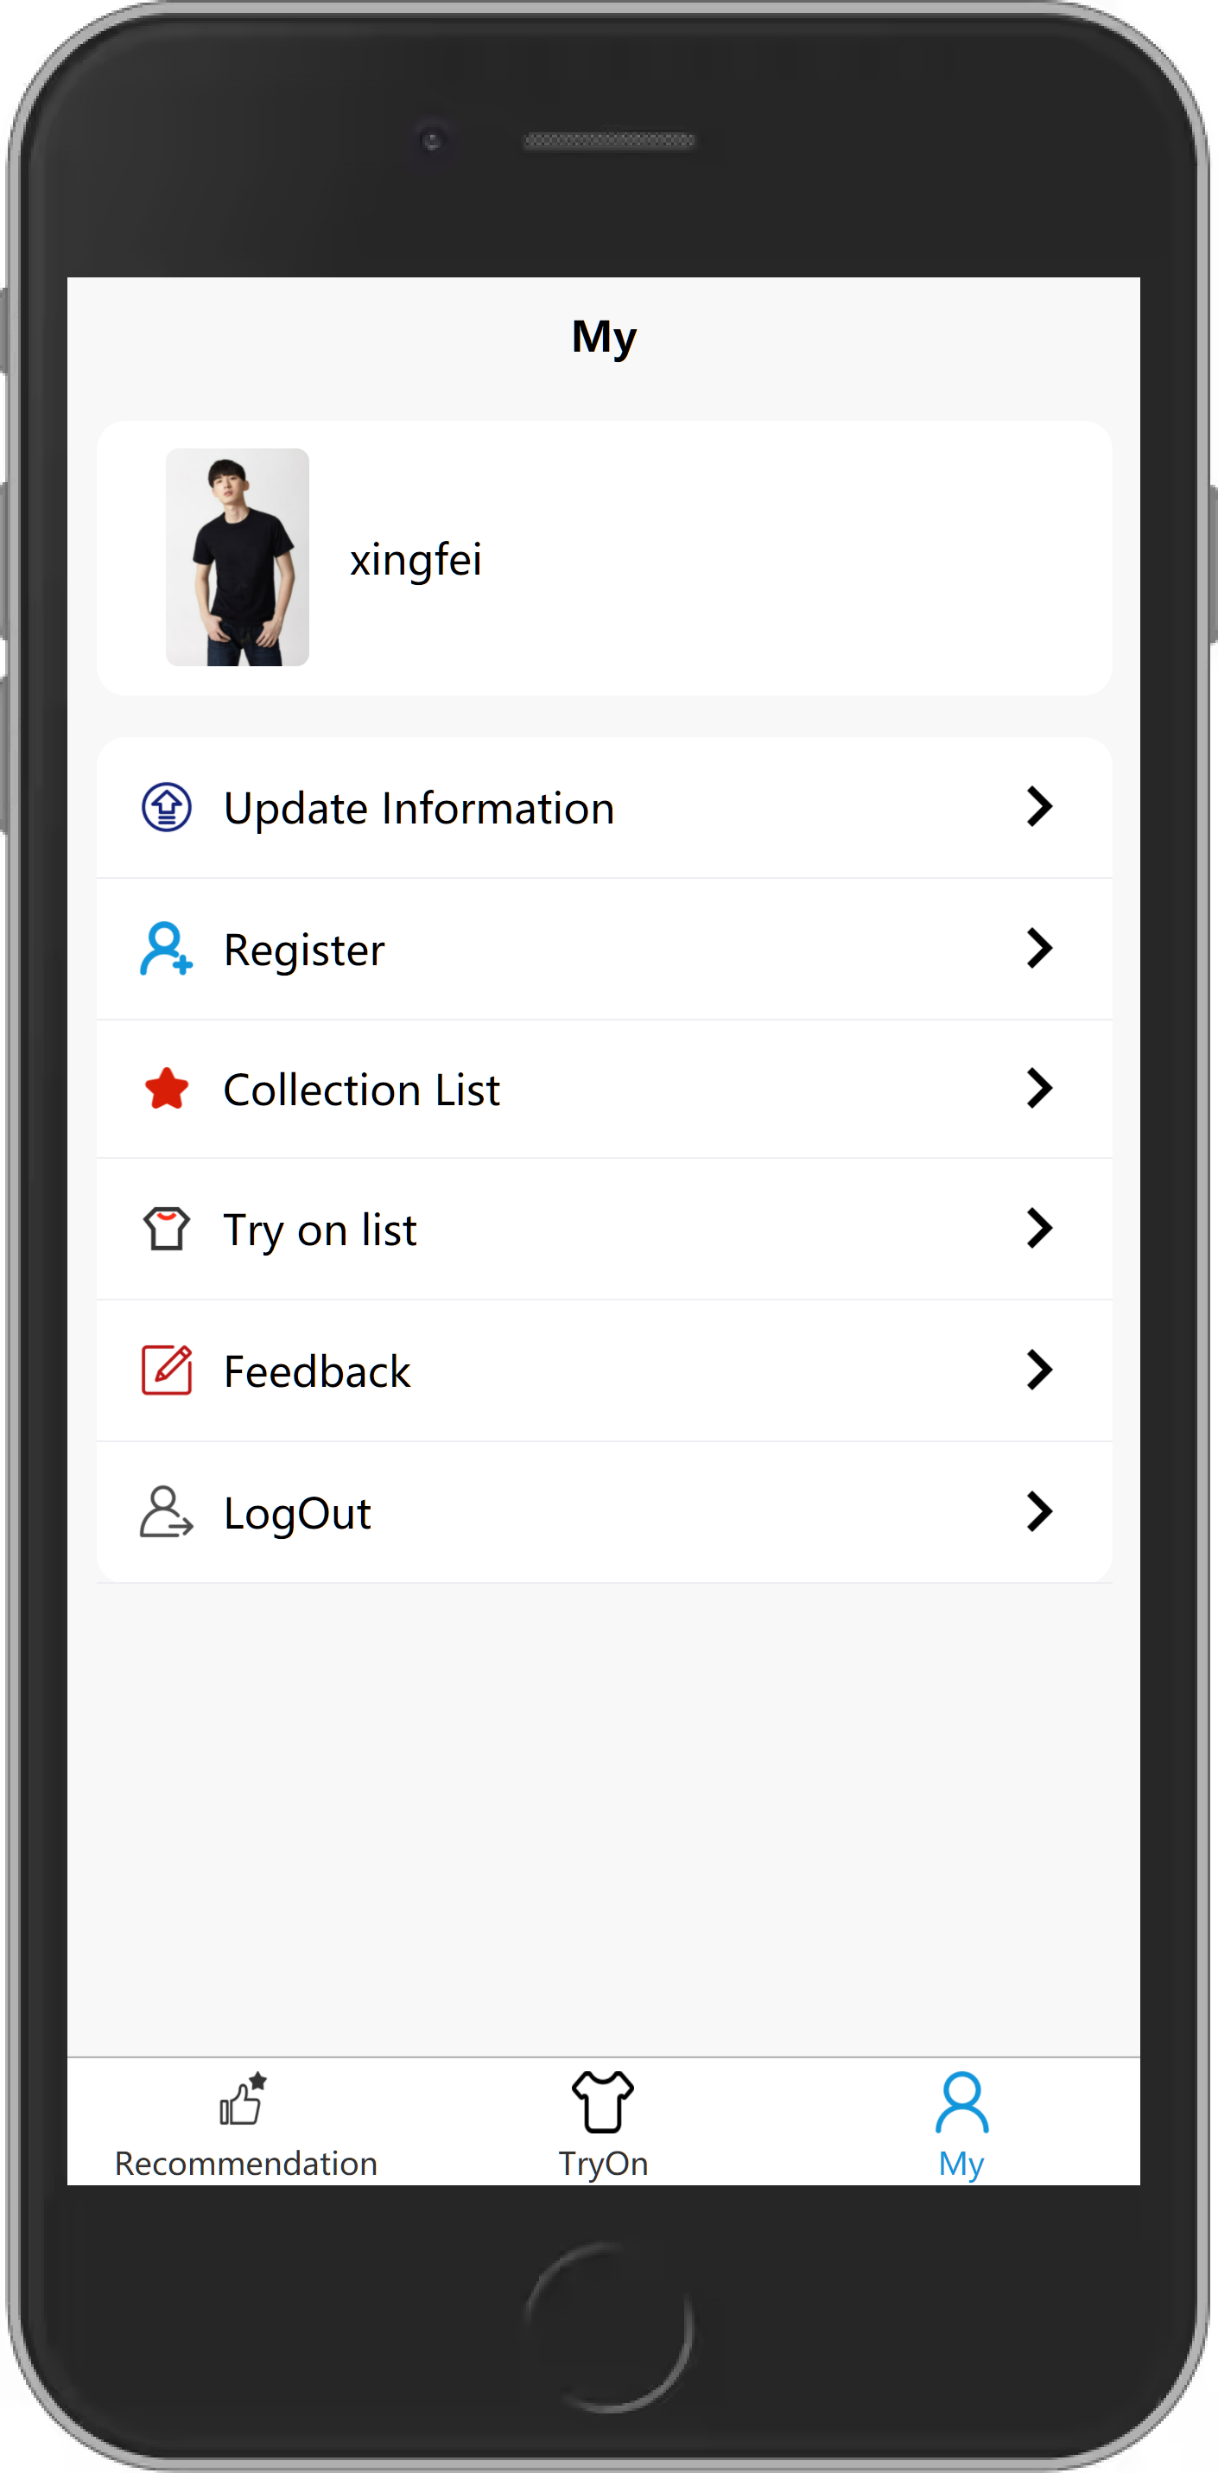 My
xingfei
Update Information
Register
Collection List
Try on list
Feedback
LogOut
Recommendation
TryOn
My